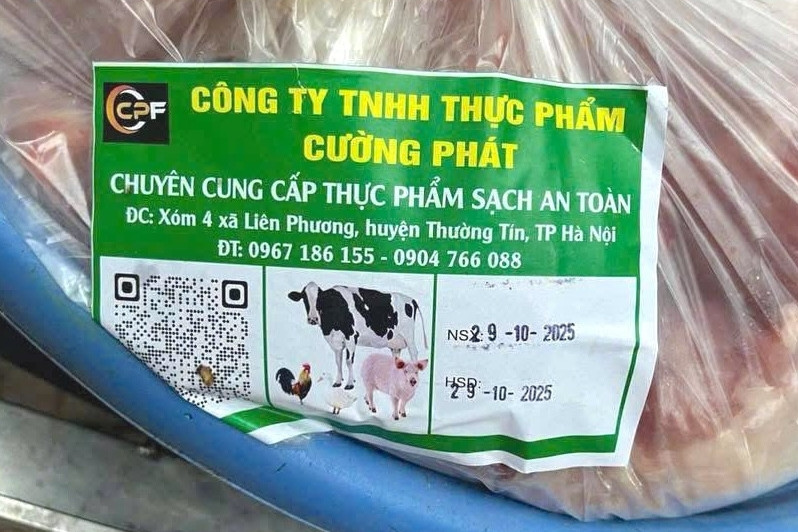 CPF
CÔNG TY TNHH THỰC PHẨM
CƯỜNG PHÁT
CHUYÊN CUNG CẤP THỰC PHẨM SẠCH AN TOÀN
ĐC: Xóm 4 xã Liên Phương, huyện Thường Tín, TP Hà Nội
ĐT: 0967 186 155 - 0904 766 088
NSX: 29 -10- 2025
HSD: 29 -10- 2025